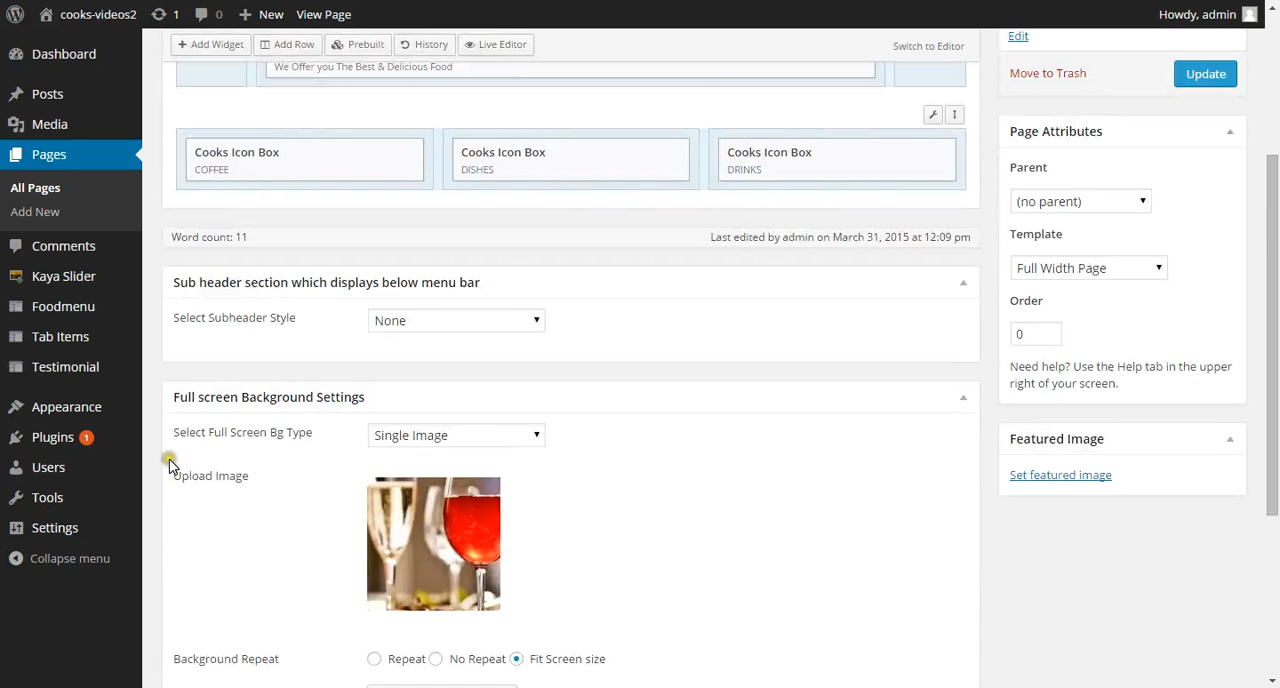 cooks-videos2 1 0 New View Page Howdy, admin
Dashboard
Posts
Media
Pages
All Pages
Add New
Comments
Kaya Slider
Foodmenu
Tab Items
Testimonial
Appearance
Plugins 1
Users
Tools
Settings
Collapse menu
Add Widget Add Row Prebuilt History Live Editor Switch to Editor
We Offer you The Best & Delicious Food
Cooks Icon Box
COFFEE
Cooks Icon Box
DISHES
Cooks Icon Box
DRINKS
Word count: 11 Last edited by admin on March 31, 2015 at 12:09 pm
Sub header section which displays below menu bar
Select Subheader Style None
Full screen Background Settings
Select Full Screen Bg Type Single Image
Upload Image
Background Repeat Repeat No Repeat Fit Screen size
Edit
Move to Trash Update
Page Attributes
Parent
(no parent)
Template
Full Width Page
Order
0
Need help? Use the Help tab in the upper
right of your screen.
Featured Image
Set featured image